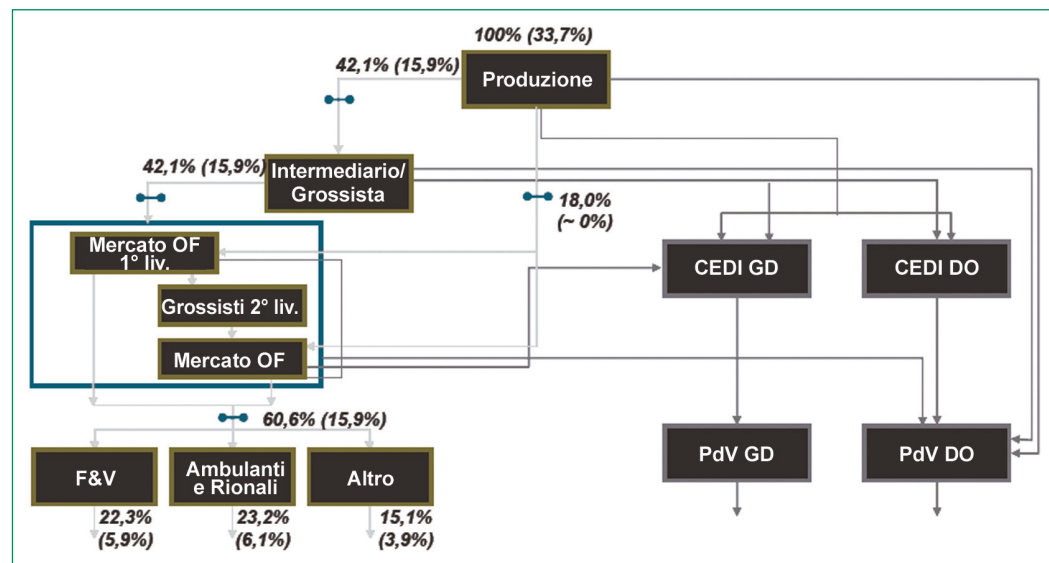 100% (33,7%)
42,1% (15,9%)
Produzione
42,1% (15,9%)
Intermediario/
Grossista
18,0%
(~ 0%)
Mercato OF
1° liv.
CEDI GD
CEDI DO
Grossisti 2° liv.
Mercato OF
60,6% (15,9%)
F&V
Ambulanti
e Rionali
Altro
PdV GD
PdV DO
22,3%
(5,9%)
23,2%
(6,1%)
15,1%
(3,9%)